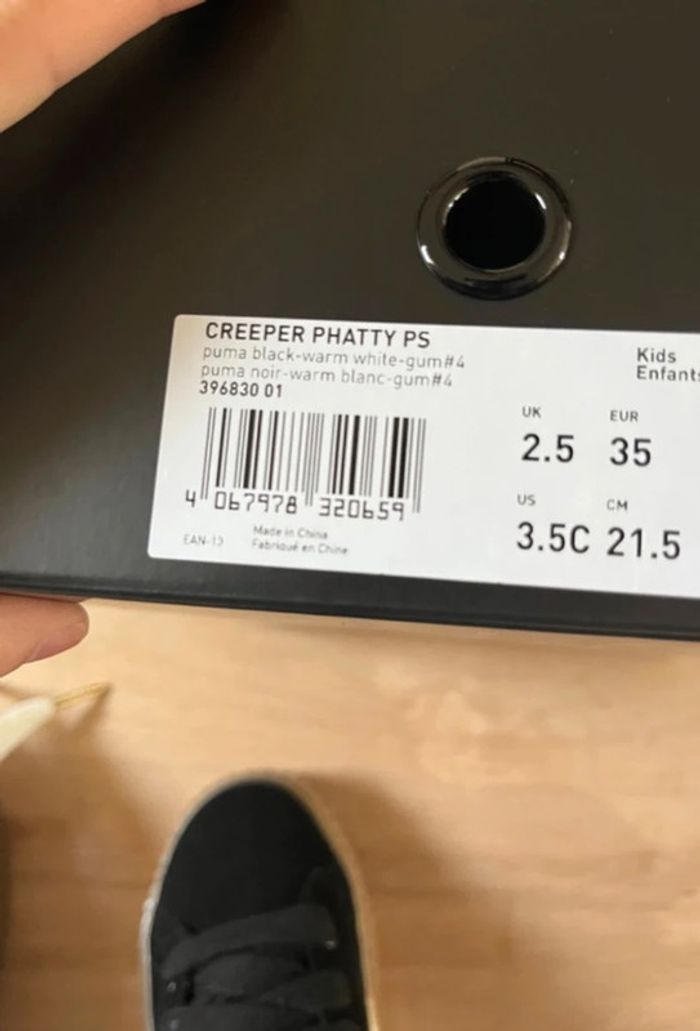 CREEPER PHATTY PS
puma black-warm white-gum#4
puma noir-warm blanc-gum#4
396830 01
Kids
Enfants
UK EUR
2.5 35
US CM
3.5C 21.5
4 067978 320659
EAN-13
Made in China
Fabriqué en Chine